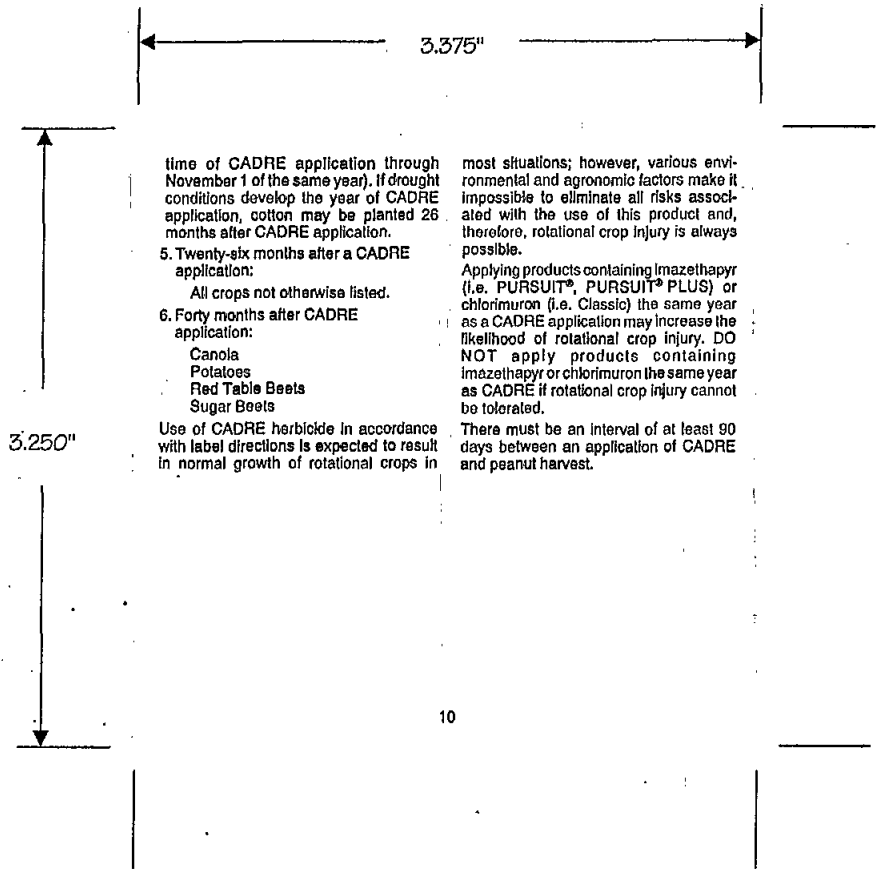 3.375"
time of CADRE application through
November 1 of the same year). If drought
conditions develop the year of CADRE
application, cotton may be planted 26
months after CADRE application.
5. Twenty-six months after a CADRE
application:
All crops not otherwise listed.
6. Forty months after CADRE
application:
Canola
Potatoes
Red Table Beets
Sugar Beets
Use of CADRE herbicide in accordance
with label directions is expected to result
in normal growth of rotational crops in
most situations; however, various envi-
ronmental and agronomic factors make it
impossible to eliminate all risks associ-
ated with the use of this product and,
therefore, rotational crop injury is always
possible.
Applying products containing imazethapyr
(i.e. PURSUIT®, PURSUIT® PLUS) or
chlorimuron (i.e. Classic) the same year
as a CADRE application may increase the
likelihood of rotational crop injury. DO
NOT apply products containing
imazethapyr or chlorimuron the same year
as CADRE if rotational crop injury cannot
be tolerated.
There must be an interval of at least 90
days between an application of CADRE
and peanut harvest.
3.250"
10